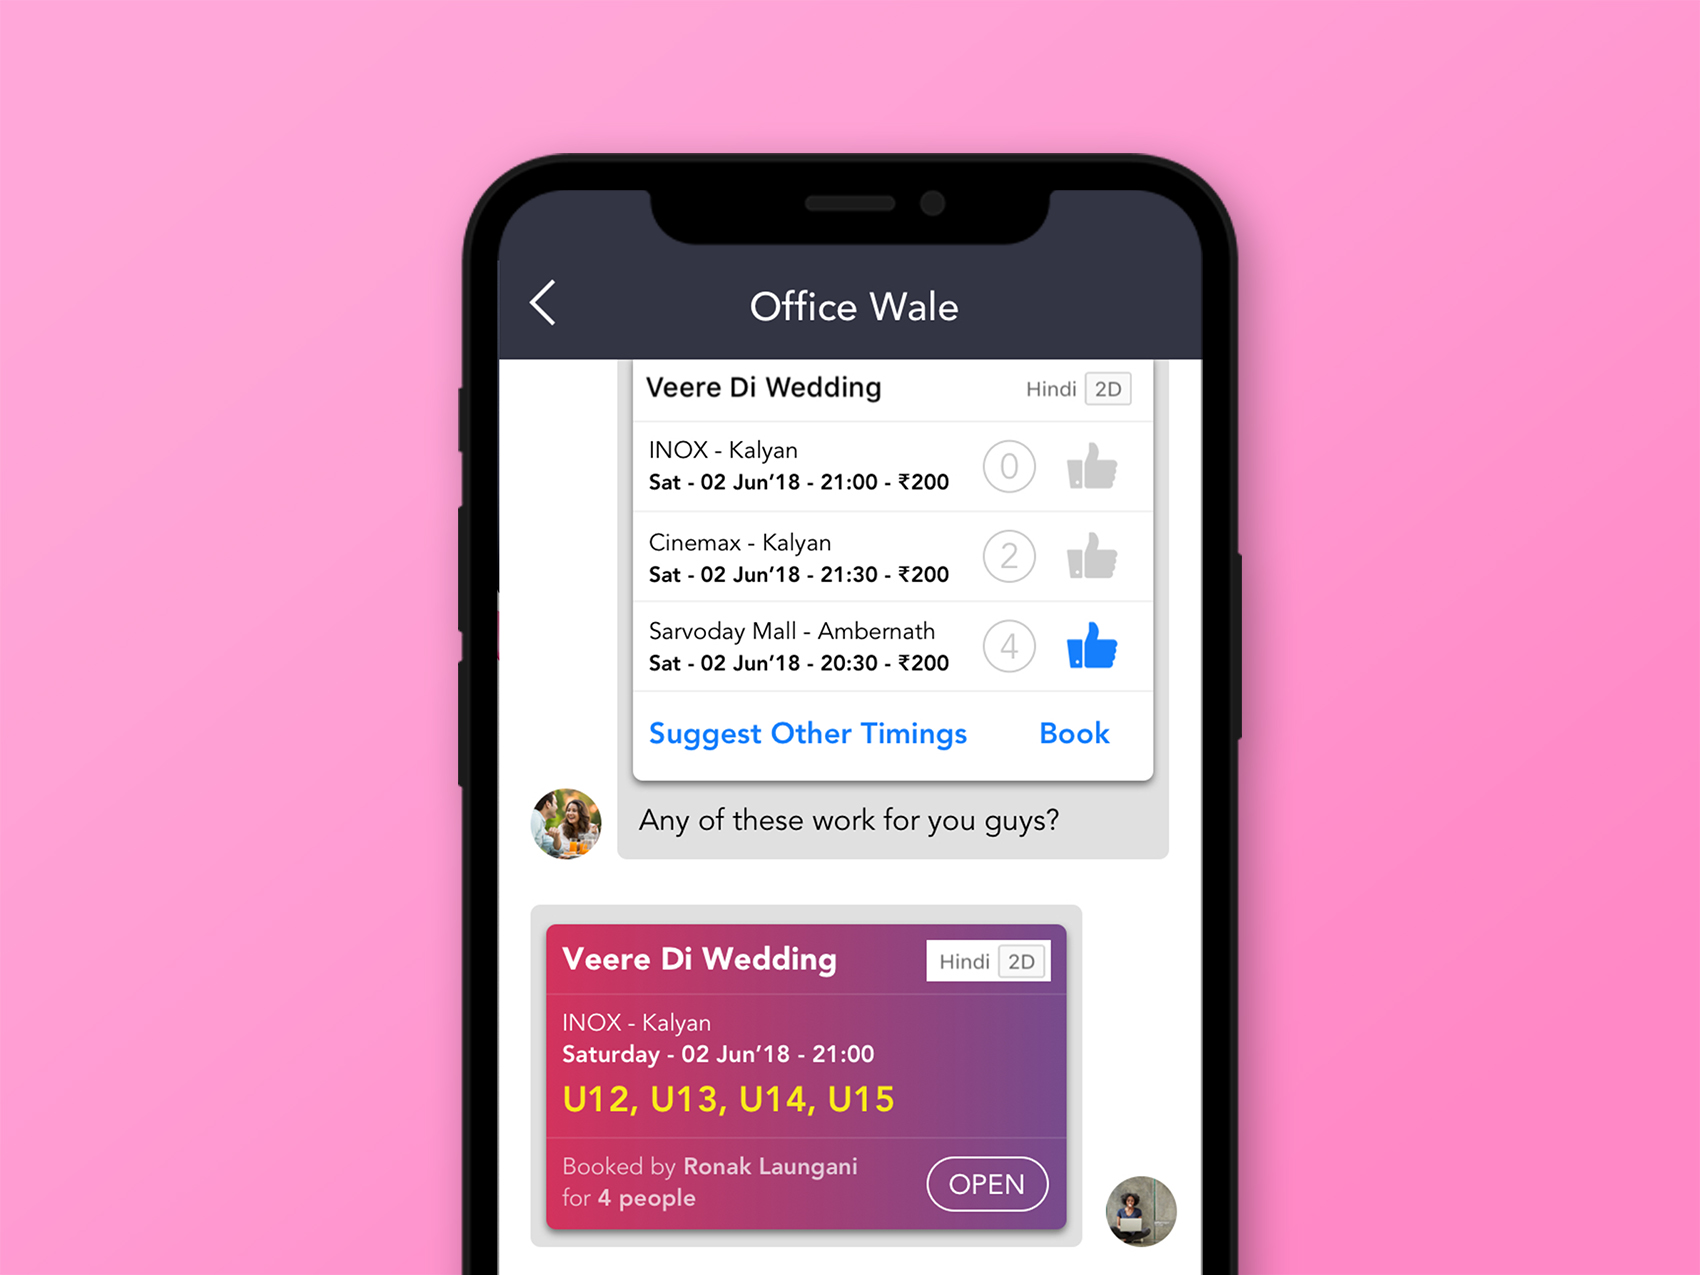 Office Wale
Veere Di Wedding Hindi 2D
INOX - Kalyan
Sat - 02 Jun’18 - 21:00 - ₹200
0
Cinemax - Kalyan
Sat - 02 Jun’18 - 21:30 - ₹200
2
Sarvoday Mall - Ambernath
Sat - 02 Jun’18 - 20:30 - ₹200
4
Suggest Other Timings Book
Any of these work for you guys?
Veere Di Wedding Hindi 2D
INOX - Kalyan
Saturday - 02 Jun’18 - 21:00
U12, U13, U14, U15
Booked by Ronak Laungani
for 4 people
OPEN